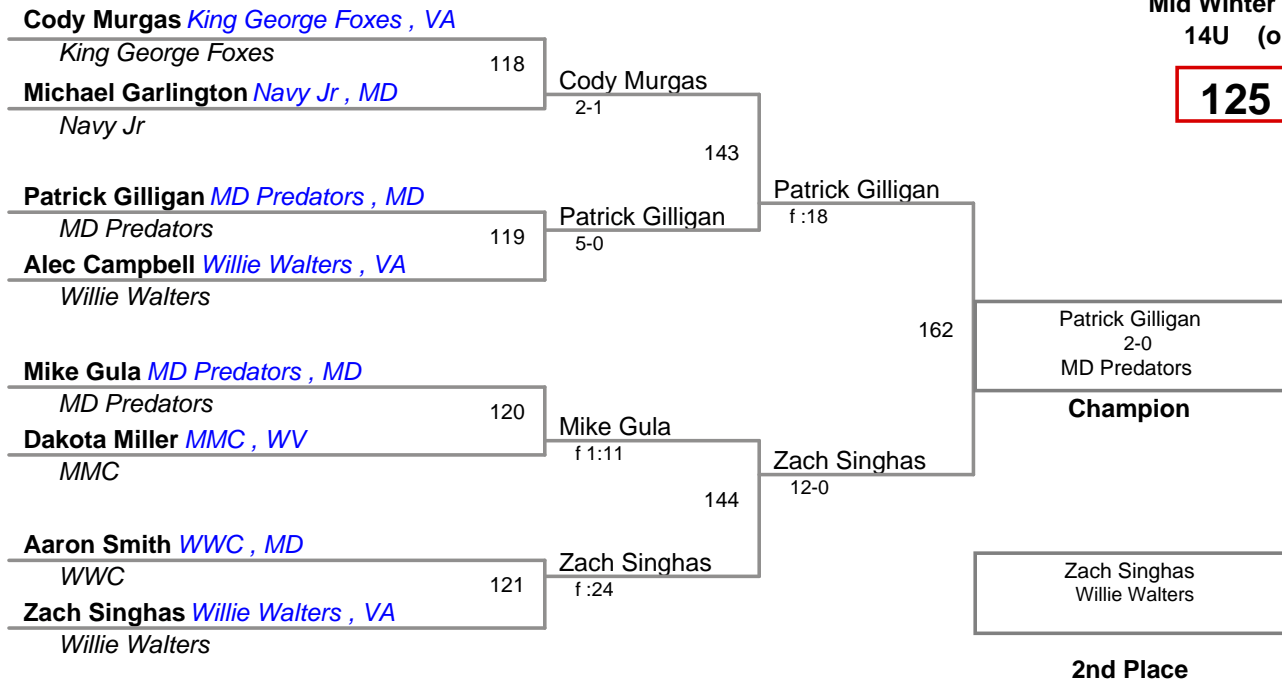 Mid Winter
14U (o
125
Cody Murgas King George Foxes , VA
King George Foxes
118
Michael Garlington Navy Jr , MD
Navy Jr
Cody Murgas
2-1
143
Patrick Gilligan MD Predators , MD
MD Predators
119
Alec Campbell Willie Walters , VA
Willie Walters
Patrick Gilligan
5-0
Patrick Gilligan
f :18
162
Mike Gula MD Predators , MD
MD Predators
120
Dakota Miller MMC , WV
MMC
Mike Gula
f 1:11
144
Aaron Smith WWC , MD
WWC
121
Zach Singhas Willie Walters , VA
Willie Walters
Zach Singhas
f :24
Zach Singhas
12-0
Patrick Gilligan
2-0
MD Predators
Champion
Zach Singhas
Willie Walters
2nd Place